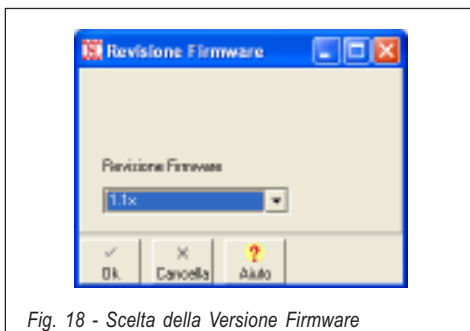 Revisione Firmware
Revisione Firmware
1.1x
Ok Cancella Aiuto
Fig. 18 - Scelta della Versione Firmware